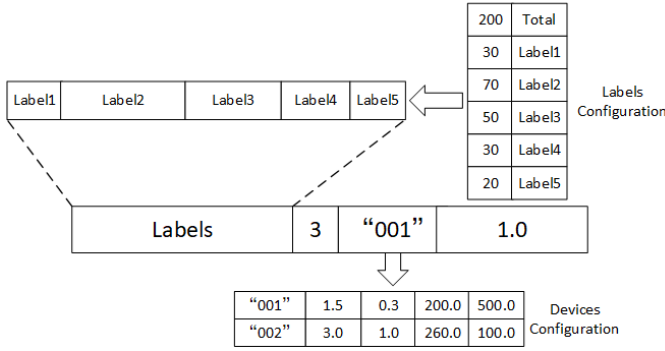 200 Total
30 Label1
70 Label2
50 Label3
30 Label4
20 Label5
Labels
Configuration
Label1 Label2 Label3 Label4 Label5
Labels 3 “001” 1.0
“001” 1.5 0.3 200.0 500.0
“002” 3.0 1.0 260.0 100.0
Devices
Configuration